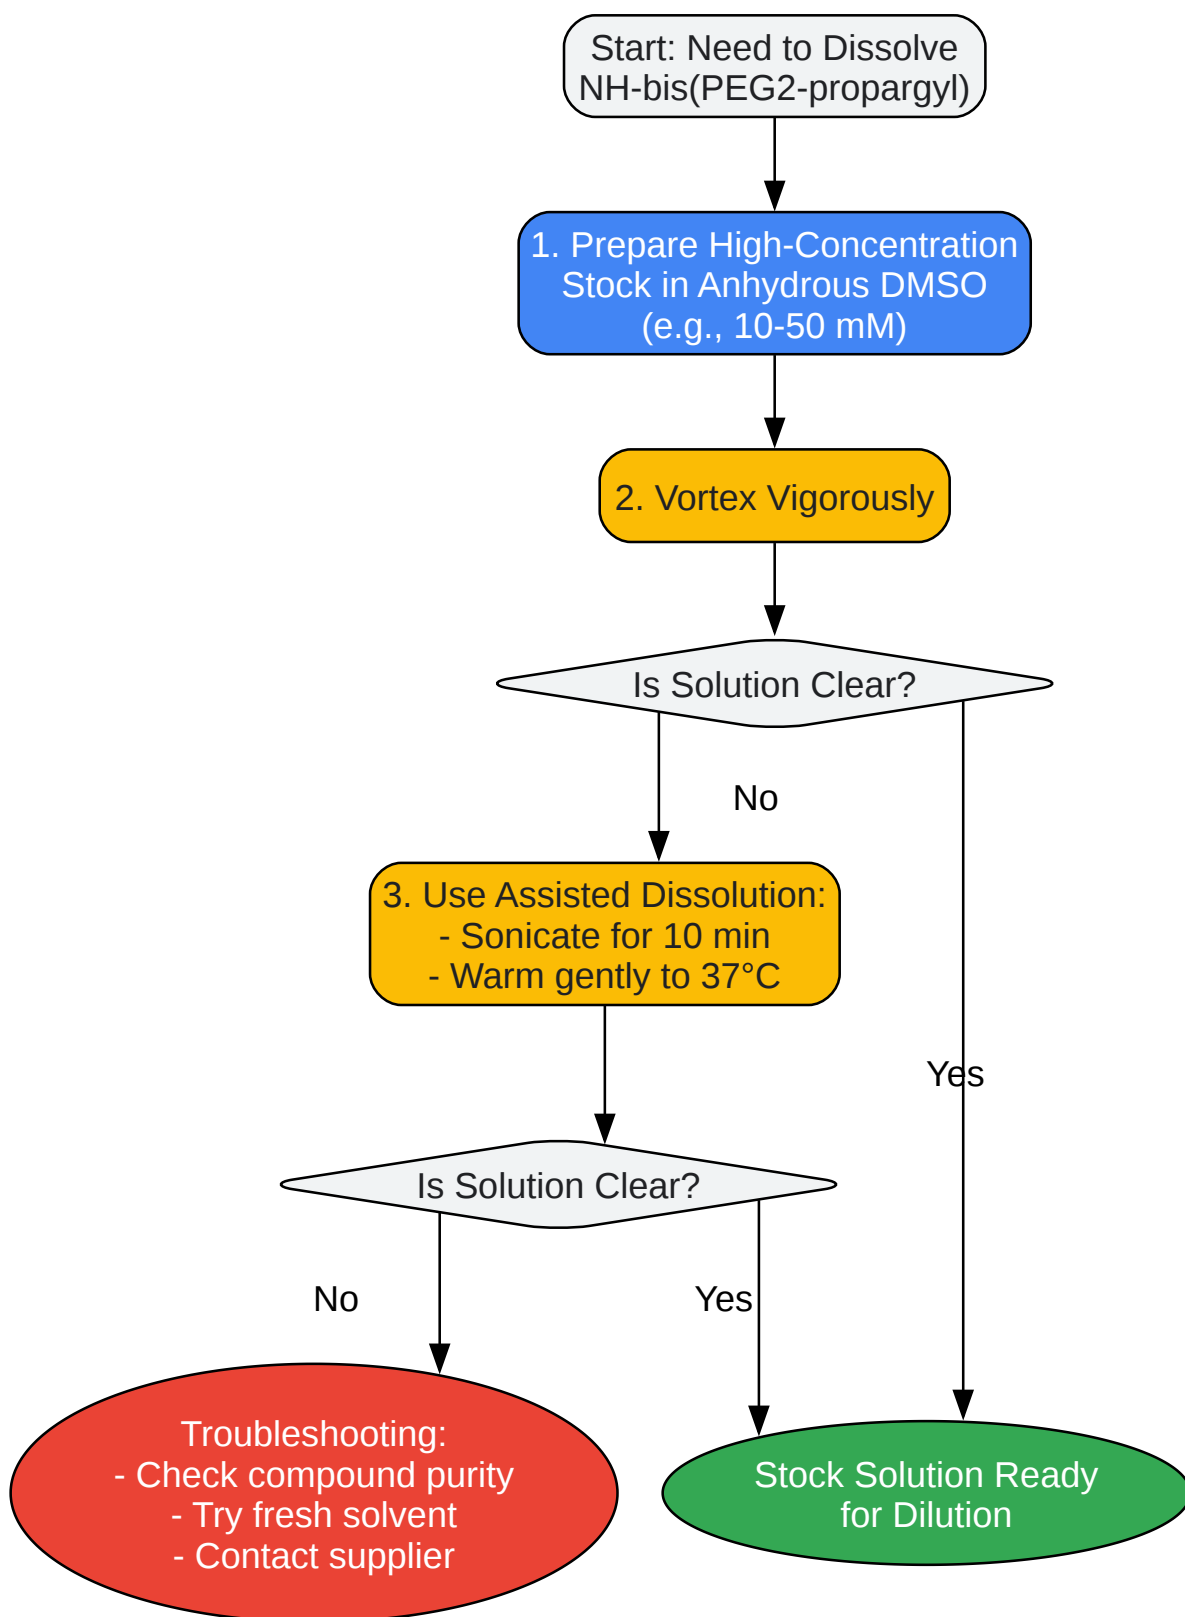 Start: Need to Dissolve
NH-bis(PEG2-propargyl)
1. Prepare High-Concentration
Stock in Anhydrous DMSO
(e.g., 10-50 mM)
2. Vortex Vigorously
Is Solution Clear?
No
3. Use Assisted Dissolution:
- Sonicate for 10 min
- Warm gently to 37°C
Yes
Is Solution Clear?
No
Yes
Troubleshooting:
- Check compound purity
- Try fresh solvent
- Contact supplier
Stock Solution Ready
for Dilution